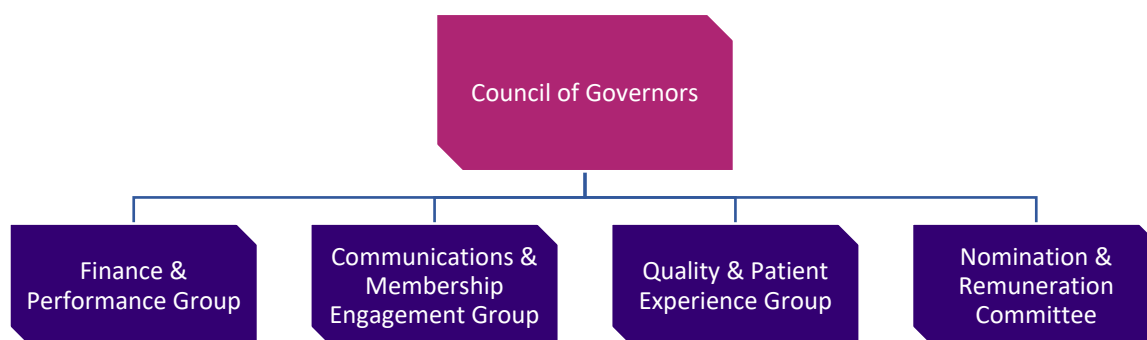 Council of Governors
Finance &
Performance Group
Communications &
Membership
Engagement Group
Quality & Patient
Experience Group
Nomination &
Remuneration
Committee